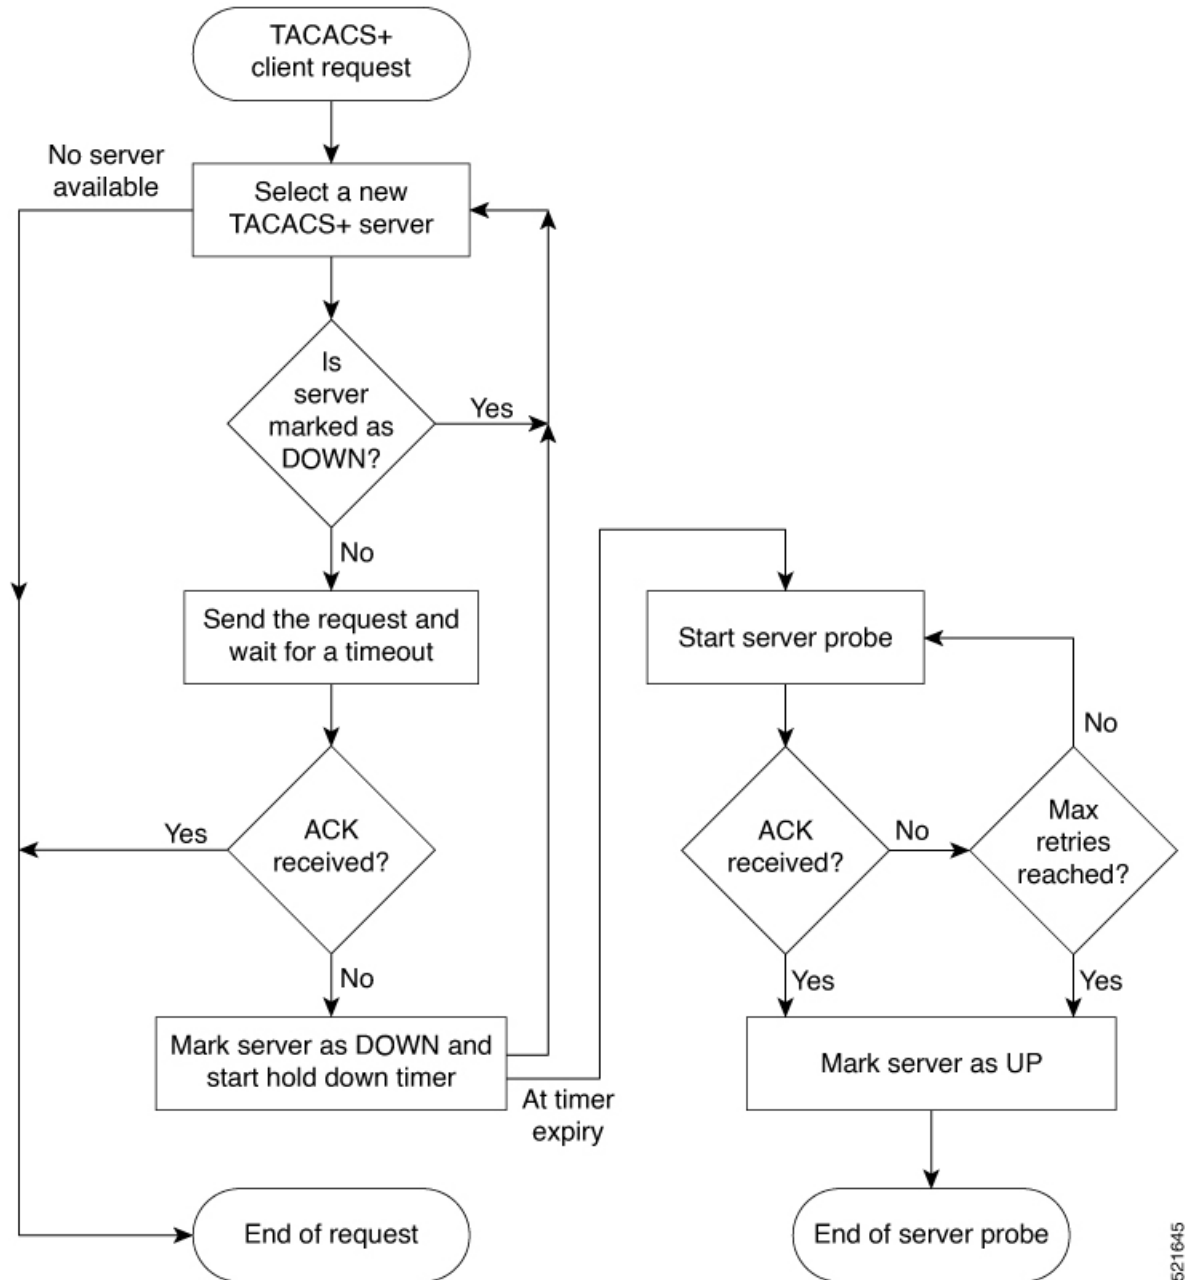 TACACS+
client request
No server
available
Select a new
TACACS+ server
Is
server
marked as
DOWN?
Yes
No
Send the request and
wait for a timeout
Start server probe
No
ACK
received?
Yes
No
ACK
received?
No
Max
retries
reached?
Yes
Yes
Mark server as DOWN and
start hold down timer
At timer
expiry
Mark server as UP
End of request
End of server probe
521645